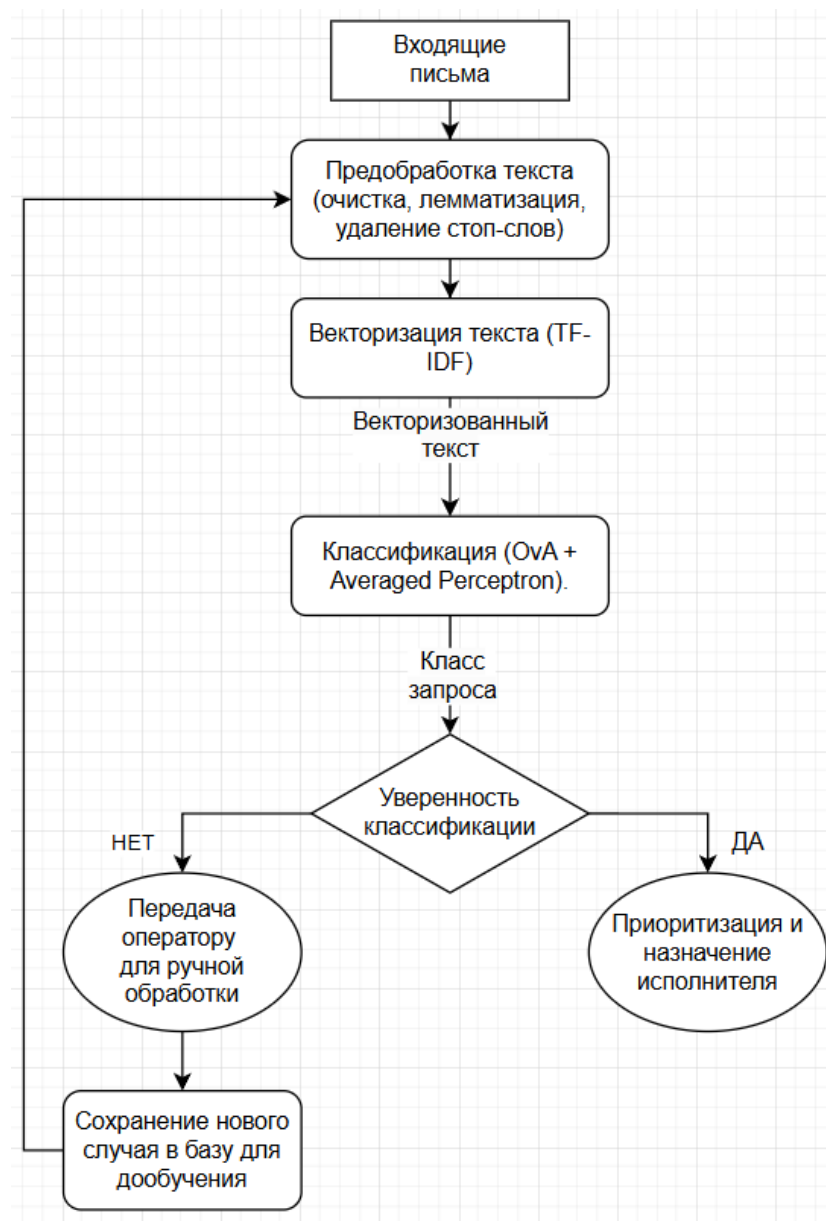 Входящие
письма
Предобработка текста
(очистка, лемматизация,
удаление стоп-слов)
Векторизация текста (TF-
IDF)
Векторизованный
текст
Классификация (OvA +
Averaged Perceptron).
Класс
запроса
Уверенность
классификации
НЕТ
ДА
Передача
оператору
для ручной
обработки
Приоритизация и
назначение
исполнителя
Сохранение нового
случая в базу для
дообучения